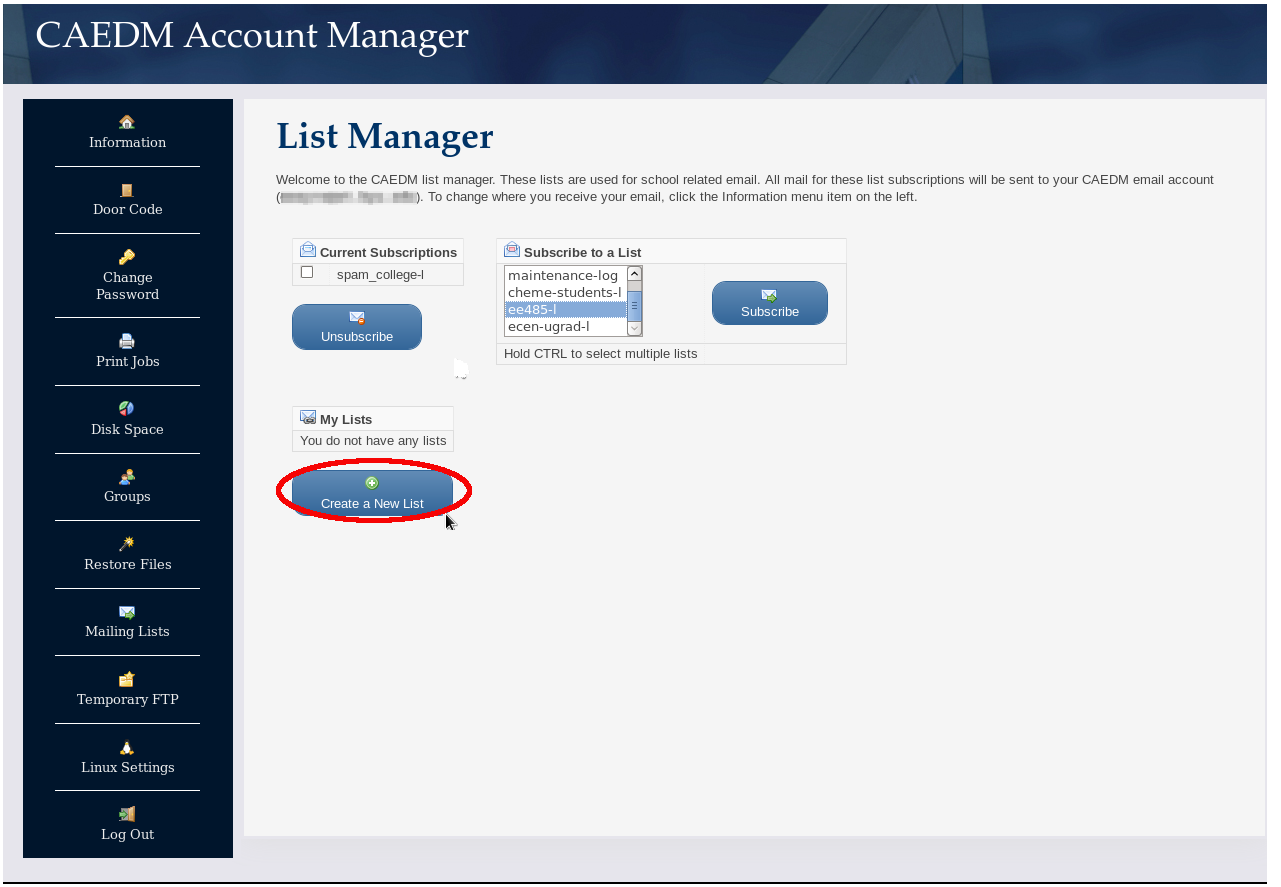 CAEDM Account Manager
Information
Door Code
Change
Password
Print Jobs
Disk Space
Groups
Restore Files
Mailing Lists
Temporary FTP
Linux Settings
Log Out
List Manager
Welcome to the CAEDM list manager. These lists are used for school related email. All mail for these list subscriptions will be sent to your CAEDM email account
( ). To change where you receive your email, click the Information menu item on the left.
Current Subscriptions
spam_college-l
Unsubscribe
Subscribe to a List
maintenance-log
cheme-students-l
ee485-l
ecen-ugrad-l
Subscribe
Hold CTRL to select multiple lists
My Lists
You do not have any lists
Create a New List